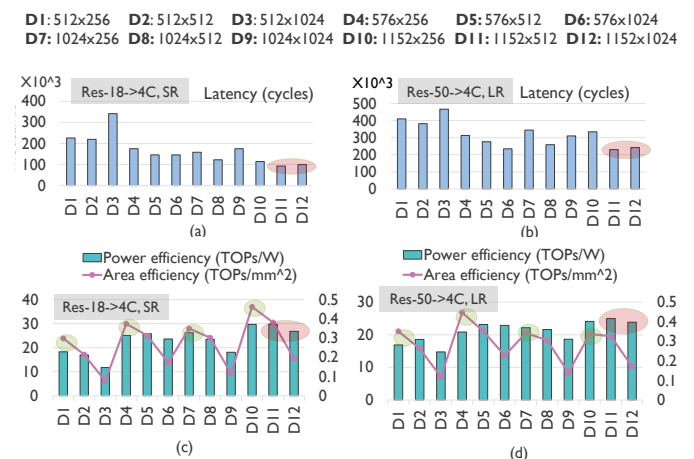 D1: 512x256 D2: 512x512 D3: 512x1024 D4: 576x256 D5: 576x512 D6: 576x1024
D7: 1024x256 D8: 1024x512 D9: 1024x1024 D10: 1152x256 D11: 1152x512 D12: 1152x1024
X10^3
Res-18->4C, SR
Latency (cycles)
400
300
200
100
0
D1 D2 D3 D4 D5 D6 D7 D8 D9 D10 D11 D12
(a)
X10^3
Res-50->4C, LR
Latency (cycles)
500
400
300
200
100
0
D1 D2 D3 D4 D5 D6 D7 D8 D9 D10 D11 D12
(b)
Power efficiency (TOPs/W)
Area efficiency (TOPs/mm^2)
Res-18->4C, SR
40
30
20
10
0
0.5
0.4
0.3
0.2
0.1
0
D1 D2 D3 D4 D5 D6 D7 D8 D9 D10 D11 D12
(c)
Power efficiency (TOPs/W)
Area efficiency (TOPs/mm^2)
Res-50->4C, LR
30
20
10
0
0.5
0.4
0.3
0.2
0.1
0
D1 D2 D3 D4 D5 D6 D7 D8 D9 D10 D11 D12
(d)